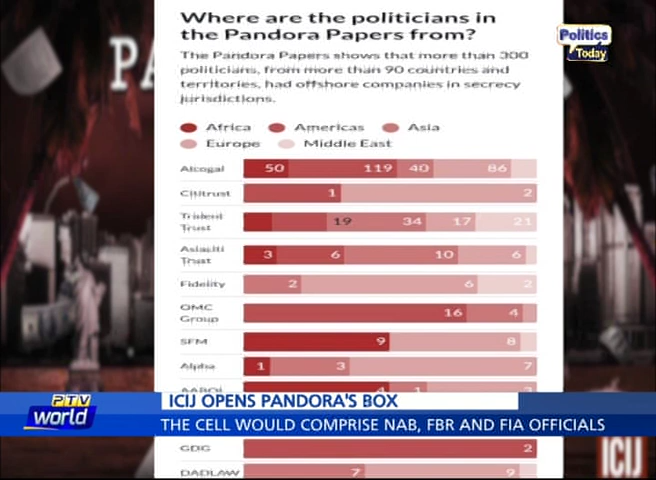 Where are the politicians in
the Pandora Papers from?
Politics
Today
The Pandora Papers shows that more than 300
politicians, from more than 90 countries and
territories, had offshore companies in secrecy
jurisdictions.
Africa Americas Asia
Europe Middle East
Alcogal 50 119 40 86
Cititrust 1 2
Trident
Trust 19 34 17 21
Asiaciti
Trust 3 6 10 6
Fidelity 2 6 2
OMC
Group 16 4
SFM 9 8
Alpha 1 3 7
PTV
world
ICIJ OPENS PANDORA'S BOX
THE CELL WOULD COMPRISE NAB, FBR AND FIA OFFICIALS
2
DADLAW 7 9
ICIJ